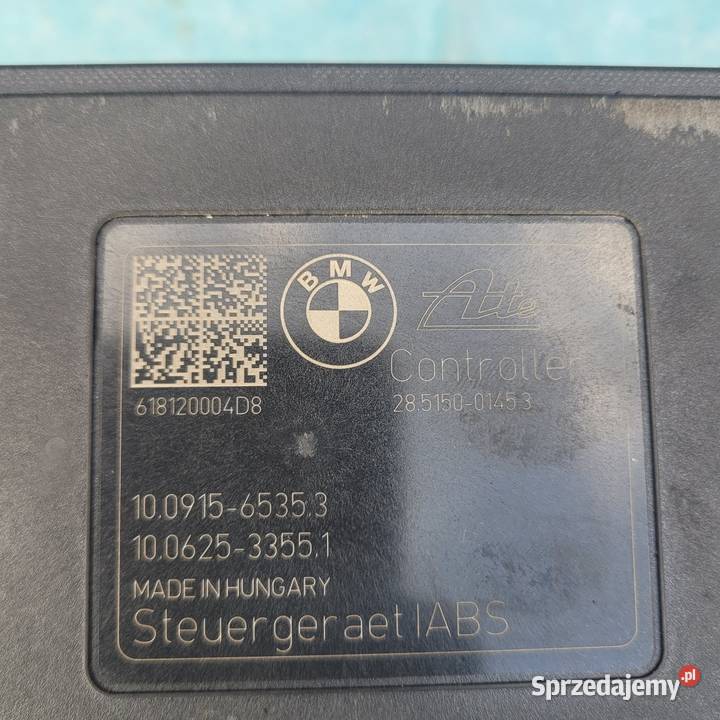 BMW
Ate
Controller
618120004D8
28.5150-0145.3
10.0915-6535.3
10.0625-3355.1
MADE IN HUNGARY
Steuergeraet IABS
Sprzedajemy.pl